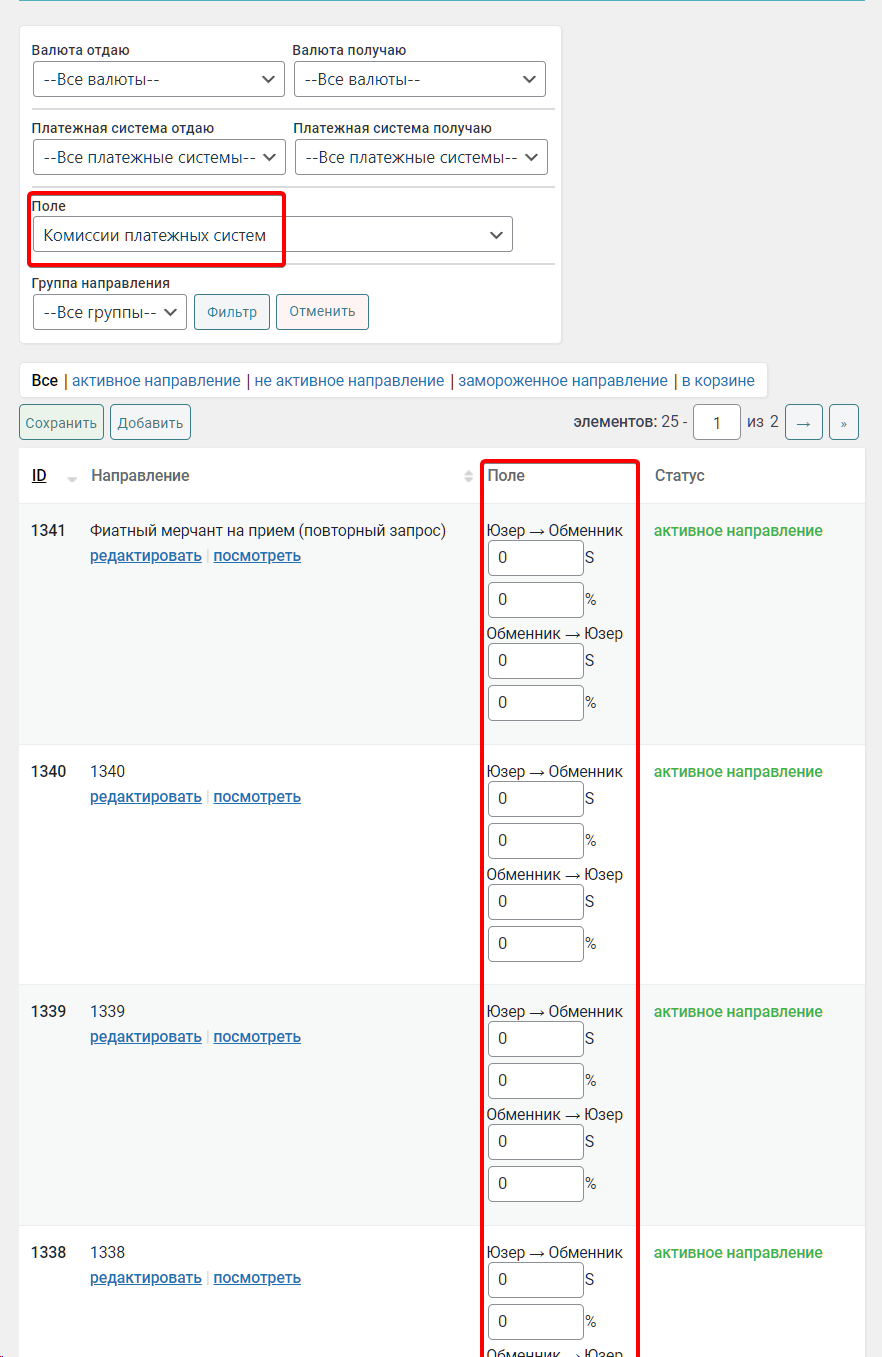 Валюта отдаю Валюта получаю
--Все валюты-- --Все валюты--
Платежная система отдаю Платежная система получаю
--Все платежные системы-- --Все платежные системы--
Поле
Комиссии платежных систем
Группа направления
--Все группы-- Фильтр Отменить
Все | активное направление | не активное направление | замороженное направление | в корзине
Сохранить Добавить элементов: 25 - 1 из 2 → »
ID Направление Поле Статус
1341 Фиатный мерчант на прием (повторный запрос) Юзер → Обменник активное направление
редактировать | посмотреть 0 S
0 %
Обменник → Юзер
0 S
0 %
1340 1340 Юзер → Обменник активное направление
редактировать | посмотреть 0 S
0 %
Обменник → Юзер
0 S
0 %
1339 1339 Юзер → Обменник активное направление
редактировать | посмотреть 0 S
0 %
Обменник → Юзер
0 S
0 %
1338 1338 Юзер → Обменник активное направление
редактировать | посмотреть 0 S
0 %
Обменник → Юзер